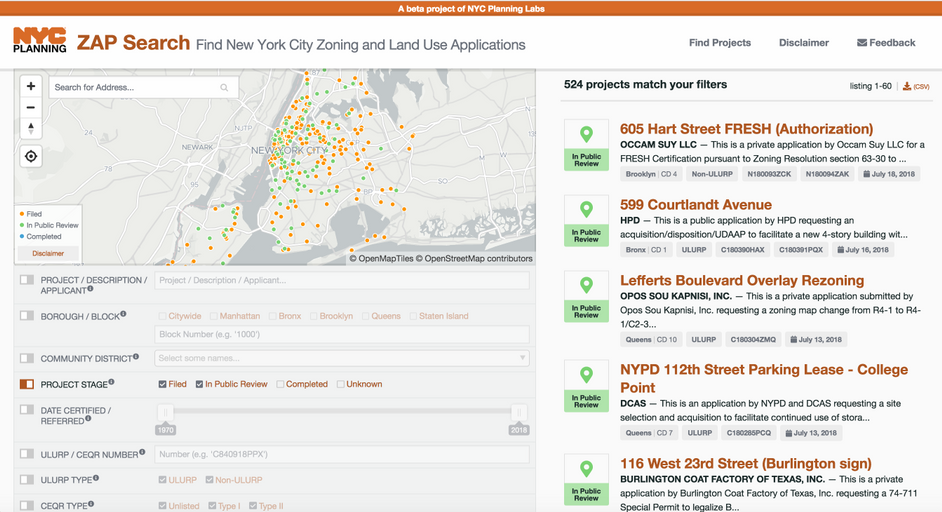 A beta project of NYC Planning Labs
NYC
PLANNING
ZAP Search Find New York City Zoning and Land Use Applications
Find Projects Disclaimer Feedback
Search for Address...
NJTP
24
NEWARK
NEW YORK CITY
95
Filed
In Public Review
Completed
Disclaimer
© OpenMapTiles © OpenStreetMap contributors
PROJECT / DESCRIPTION /
APPLICANT
Project / Description / Applicant...
BOROUGH / BLOCK
Citywide Manhattan Bronx Brooklyn Queens Staten Island
Block Number (e.g. '1000')
COMMUNITY DISTRICT
Select some names...
PROJECT STAGE
Filed In Public Review Completed Unknown
DATE CERTIFIED /
REFERRED
1970 2018
ULURP / CEQR NUMBER
Number (e.g. 'C840918PPX')
ULURP TYPE
ULURP Non-ULURP
CEQR TYPE
Unlisted Type I Type II
524 projects match your filters
listing 1-60 | (CSV)
In Public
Review
605 Hart Street FRESH (Authorization)
OCCAM SUY LLC — This is a private application by Occam Suy LLC for a
FRESH Certification pursuant to Zoning Resolution section 63-30 to ...
Brooklyn | CD 4 Non-ULURP N180093ZCK N180094ZAK July 18, 2018
In Public
Review
599 Courtlandt Avenue
HPD — This is a public application by HPD requesting an
acquisition/disposition/UDAAP to facilitate a new 4-story building wit...
Bronx | CD 1 ULURP C180390HAX C180391PQX July 16, 2018
In Public
Review
Lefferts Boulevard Overlay Rezoning
OPOS SOU KAPNISI, INC. — This is a private application submitted by
Opos Sou Kapnisi, Inc. requesting a zoning map change from R4-1 to R4-
1/C2-3...
Queens | CD 10 ULURP C180304ZMQ July 13, 2018
In Public
Review
NYPD 112th Street Parking Lease - College
Point
DCAS — This is an application by NYPD and DCAS requesting a site
selection and acquisition to facilitate continued use of stora...
Queens | CD 7 ULURP C180265PCQ July 13, 2018
In Public
Review
116 West 23rd Street (Burlington sign)
BURLINGTON COAT FACTORY OF TEXAS, INC. — This is a private
application by Burlington Coat Factory of Texas, Inc. requesting a 74-711
Special Permit to legalize B...